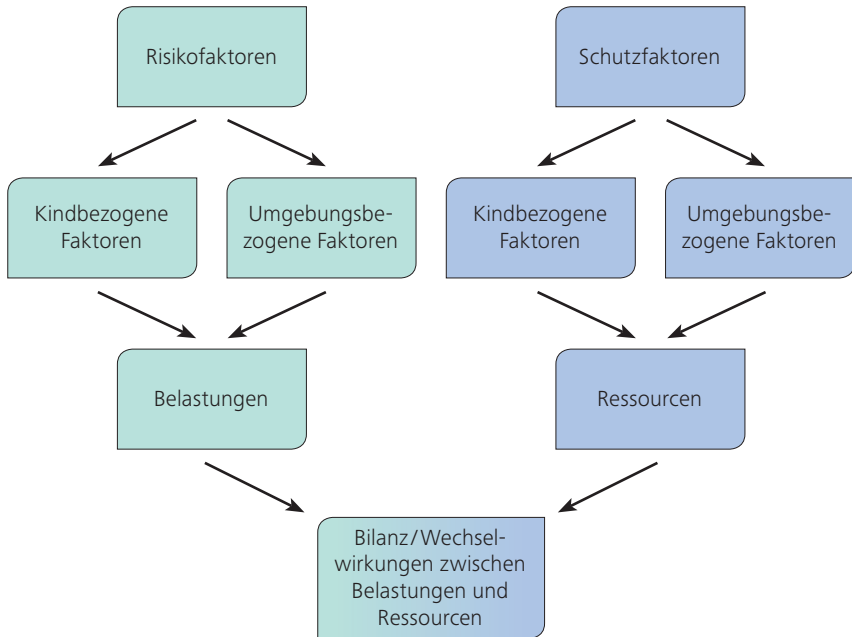 Risikofaktoren
Schutzfaktoren
Kindbezogene
Faktoren
Umgebungsbe-
zogene Faktoren
Kindbezogene
Faktoren
Umgebungsbe-
zogene Faktoren
Belastungen
Ressourcen
Bilanz/Wechsel-
wirkungen zwischen
Belastungen und
Ressourcen